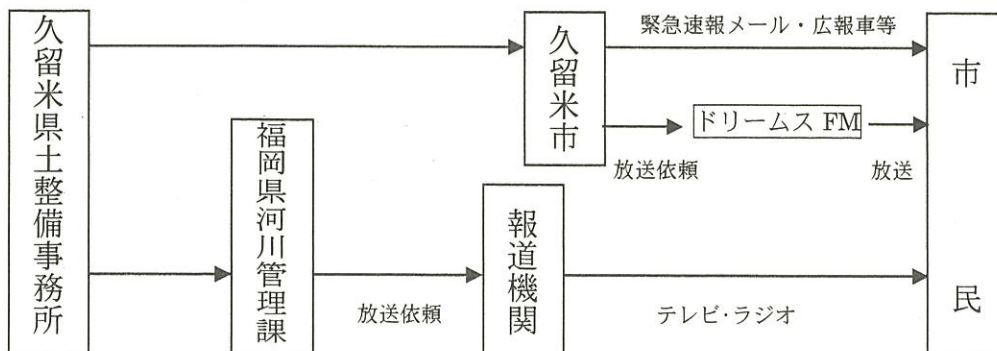 久留米県土整備事務所
久留米市
緊急速報メール・広報車等
市民
ドリームス FM
放送依頼
放送
福岡県河川管理課
放送依頼
報道機関
テレビ・ラジオ